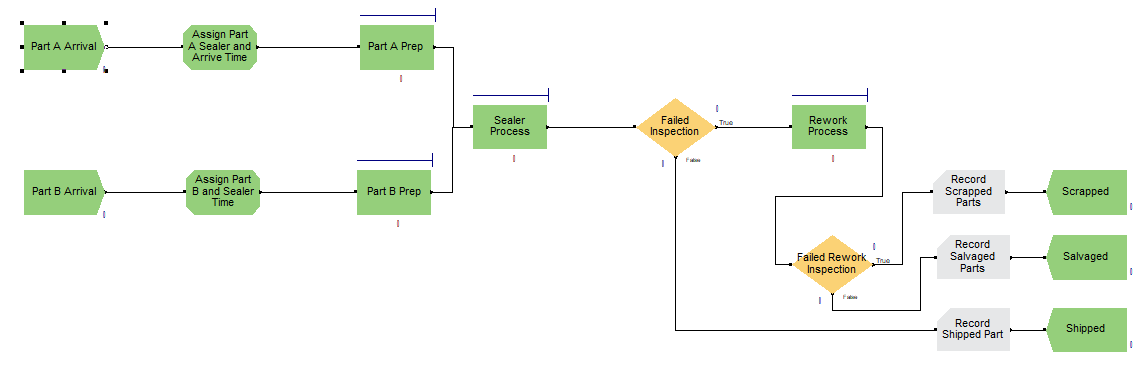 Part A Arrival
Assign Part
A Sealer and
Arrive Time
Part A Prep
Part B Arrival
Assign Part
B and Sealer
Time
Part B Prep
Sealer
Process
Failed
Inspection
True
False
Rework
Process
Failed Rework
Inspection
True
False
Record
Scrapped
Parts
Scrapped
Record
Salvaged
Parts
Salvaged
Record
Shipped Part
Shipped